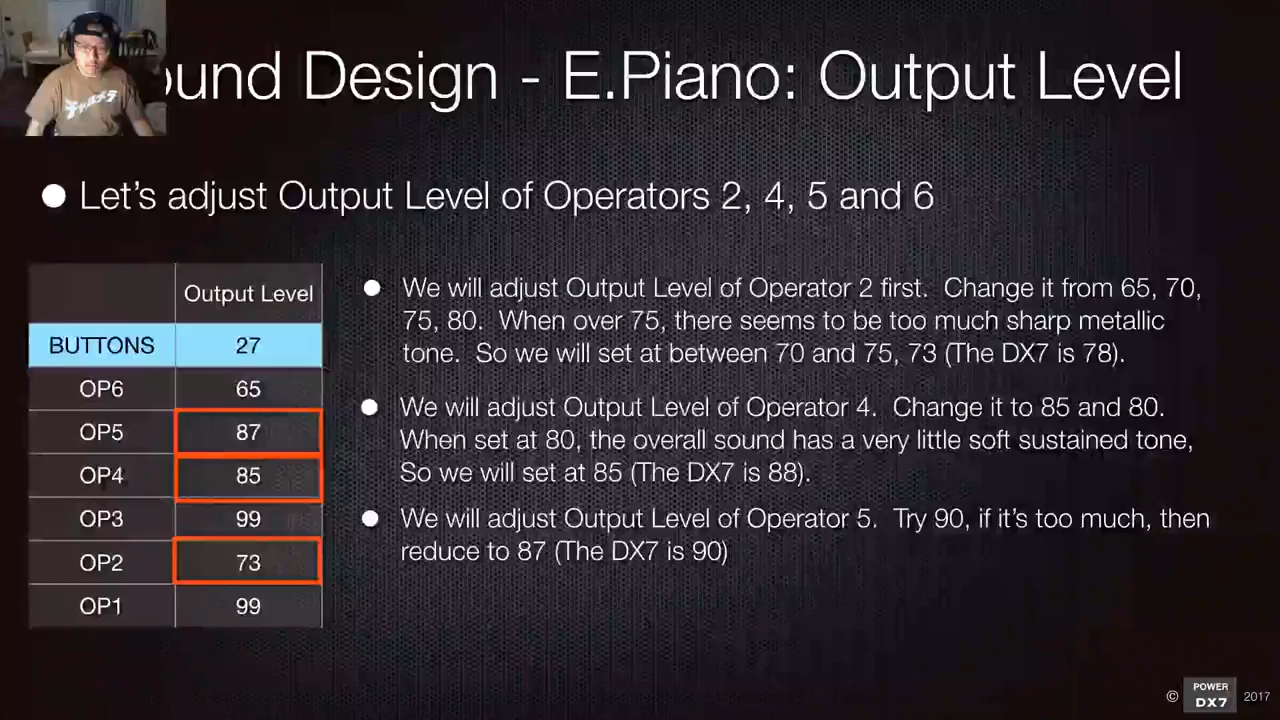 ound Design - E.Piano: Output Level
Let's adjust Output Level of Operators 2, 4, 5 and 6
Output Level
BUTTONS 27
OP6 65
OP5 87
OP4 85
OP3 99
OP2 73
OP1 99
We will adjust Output Level of Operator 2 first. Change it from 65, 70,
75, 80. When over 75, there seems to be too much sharp metallic
tone. So we will set at between 70 and 75, 73 (The DX7 is 78).
We will adjust Output Level of Operator 4. Change it to 85 and 80.
When set at 80, the overall sound has a very little soft sustained tone,
So we will set at 85 (The DX7 is 88).
We will adjust Output Level of Operator 5. Try 90, if it's too much, then
reduce to 87 (The DX7 is 90)
© POWER DX7 2017